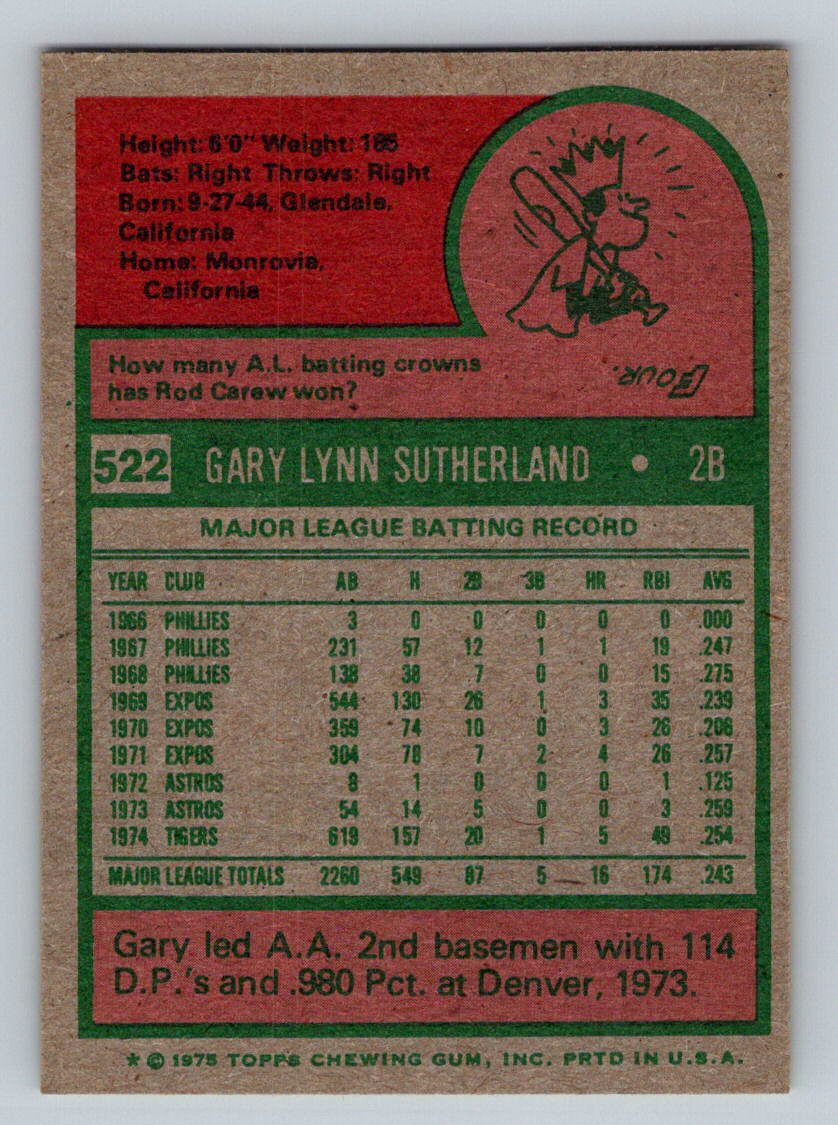 Height: 6'0" Weight: 185
Bats: Right Throws: Right
Born: 9-27-44, Glendale,
California
Home: Monrovia,
California
How many A.L. batting crowns
has Rod Carew won?
[FOUR.]
522 GARY LYNN SUTHERLAND • 2B
MAJOR LEAGUE BATTING RECORD
YEAR CLUB AB H 2B 3B HR RBI AVG
1966 PHILLIES 3 0 0 0 0 0 .000
1967 PHILLIES 231 57 12 1 1 19 .247
1968 PHILLIES 138 38 7 0 0 15 .275
1969 EXPOS 544 130 26 1 3 35 .239
1970 EXPOS 359 74 10 0 3 26 .206
1971 EXPOS 304 78 7 2 4 26 .257
1972 ASTROS 8 1 0 0 0 1 .125
1973 ASTROS 54 14 5 0 0 3 .259
1974 TIGERS 619 157 20 1 5 49 .254
MAJOR LEAGUE TOTALS 2260 549 87 5 16 174 .243
Gary led A.A. 2nd basemen with 114
D.P.'s and .980 Pct. at Denver, 1973.
* © 1975 TOPPS CHEWING GUM, INC. PRTD IN U.S.A.